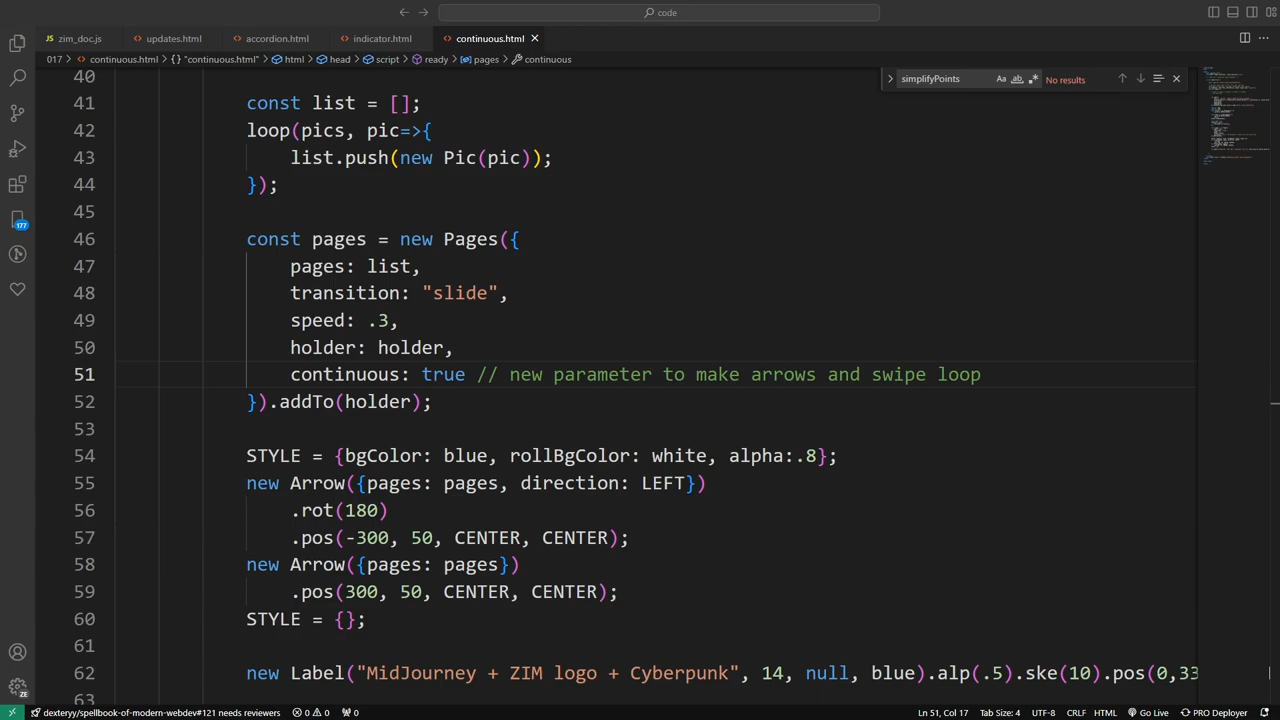 code
zim_doc.js updates.html accordion.html indicator.html continuous.html
017 > continuous.html > "continuous.html" > html > head > script > ready > pages > continuous
simplifyPoints Aa ab .* No results
40
41 const list = [];
42 loop(pics, pic=>{
43 list.push(new Pic(pic));
44 });
45
46 const pages = new Pages({
47 pages: list,
48 transition: "slide",
49 speed: .3,
50 holder: holder,
51 continuous: true // new parameter to make arrows and swipe loop
52 }).addTo(holder);
53
54 STYLE = {bgColor: blue, rollBgColor: white, alpha:.8};
55 new Arrow({pages: pages, direction: LEFT})
56 .rot(180)
57 .pos(-300, 50, CENTER, CENTER);
58 new Arrow({pages: pages})
59 .pos(300, 50, CENTER, CENTER);
60 STYLE = {};
61
62 new Label("MidJourney + ZIM logo + Cyberpunk", 14, null, blue).alp(.5).ske(10).pos(0,33
63
177
ZE
dexteryy/spellbook-of-modern-webdev#121 needs reviewers 0 0 0 Ln 51, Col 17 Tab Size: 4 UTF-8 CRLF HTML Go Live PRO Deployer